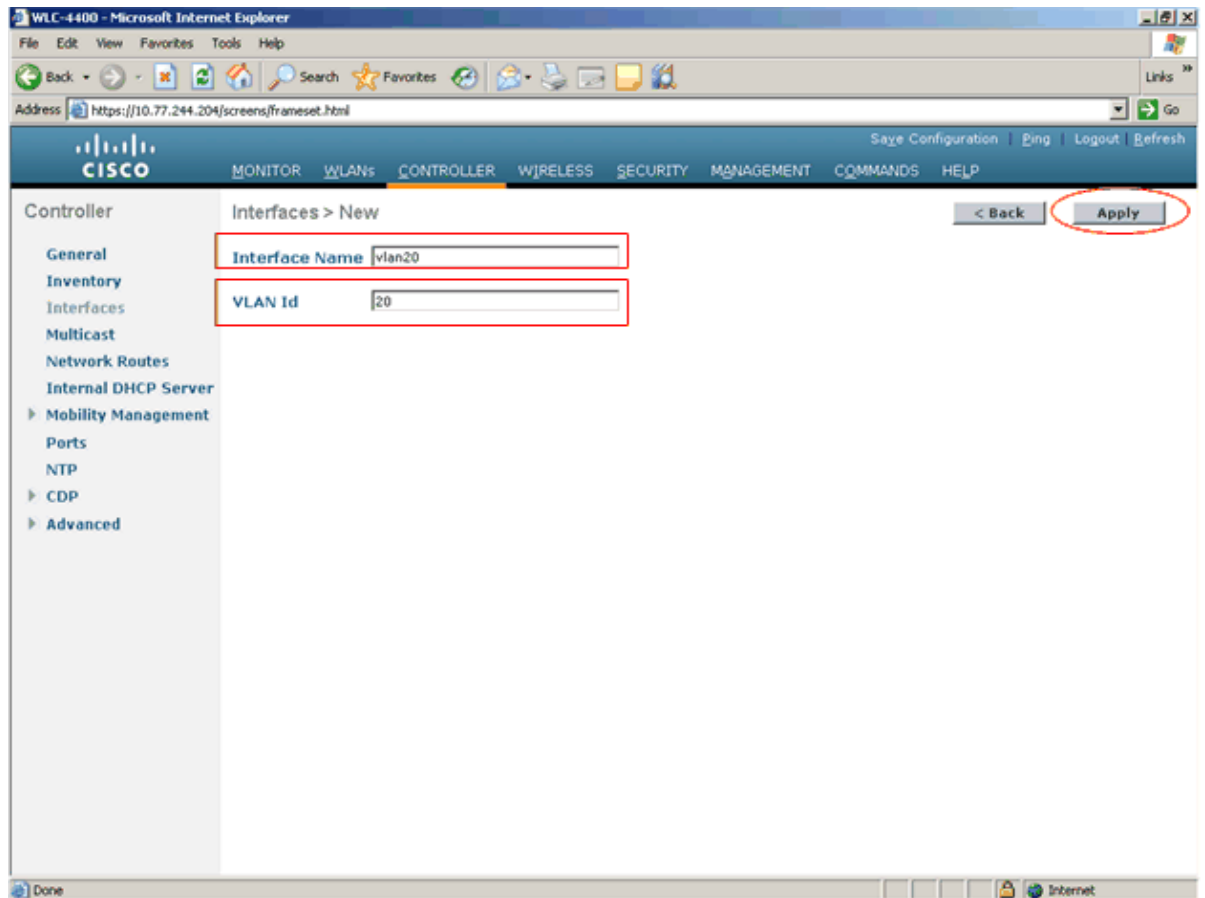 WLC-4400 - Microsoft Internet Explorer
File Edit View Favorites Tools Help
Back Search Favorites Links »
Address https://10.77.244.204/screens/frameset.html Go
Save Configuration | Ping | Logout | Refresh
CISCO MONITOR WLANs CONTROLLER WIRELESS SECURITY MANAGEMENT COMMANDS HELP
Controller
General
Inventory
Interfaces
Multicast
Network Routes
Internal DHCP Server
Mobility Management
Ports
NTP
CDP
Advanced
Interfaces > New
< Back Apply
Interface Name vlan20
VLAN Id 20
Done Internet